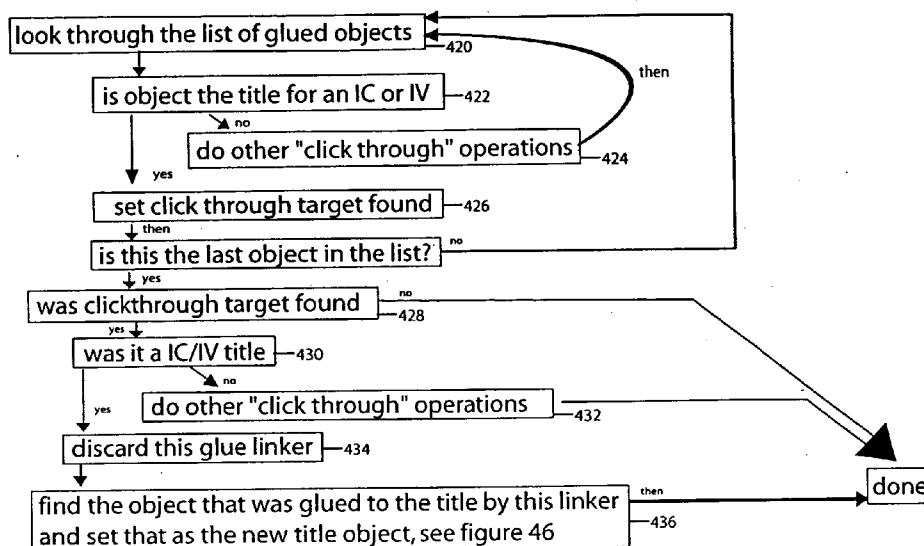 look through the list of glued objects
420
then
is object the title for an IC or IV
422
no
do other "click through" operations
424
yes
set click through target found
426
then
is this the last object in the list?
no
yes
was clickthrough target found
no
428
yes
was it a IC/IV title
430
no
do other "click through" operations
432
yes
discard this glue linker
434
find the object that was glued to the title by this linker
and set that as the new title object, see figure 46
then
436
done